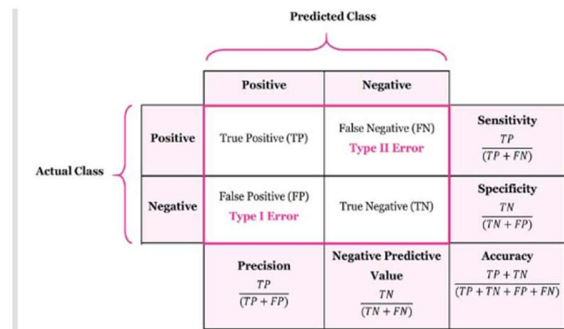 Predicted Class
Positive
Negative
Actual Class
Positive
True Positive (TP)
False Negative (FN)
Type II Error
Sensitivity
TP
(TP + FN)
Negative
False Positive (FP)
Type I Error
True Negative (TN)
Specificity
TN
(TN + FP)
Precision
TP
(TP + FP)
Negative Predictive
Value
TN
(TN + FN)
Accuracy
TP + TN
(TP + TN + FP + FN)